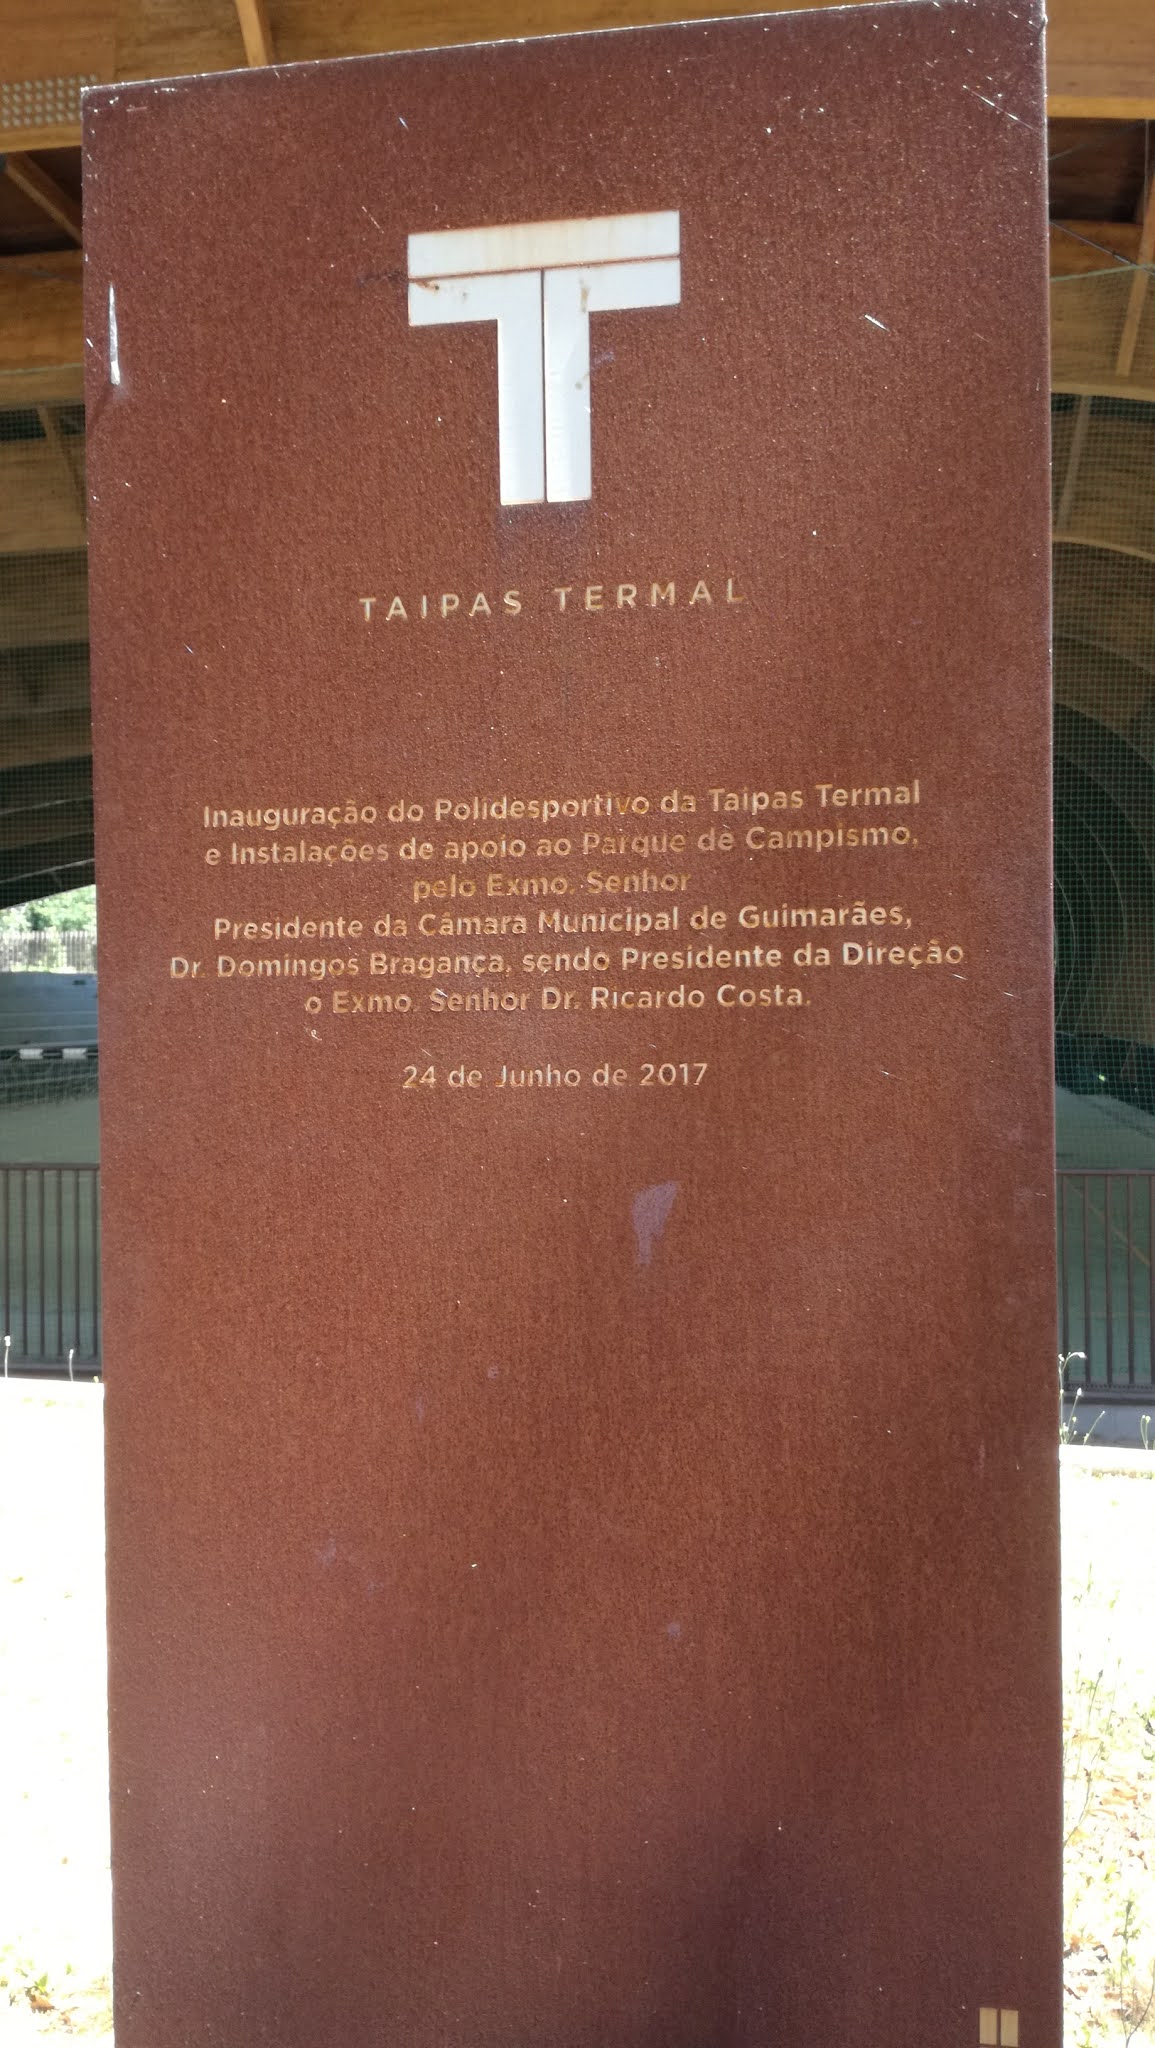 TAIPAS TERMAL
Inauguração do Polidesportivo da Taipas Termal
e Instalações de apoio ao Parque de Campismo,
pelo Exmo. Senhor
Presidente da Câmara Municipal de Guimarães,
Dr. Domingos Bragança, sendo Presidente da Direção
o Exmo. Senhor Dr. Ricardo Costa.
24 de Junho de 2017